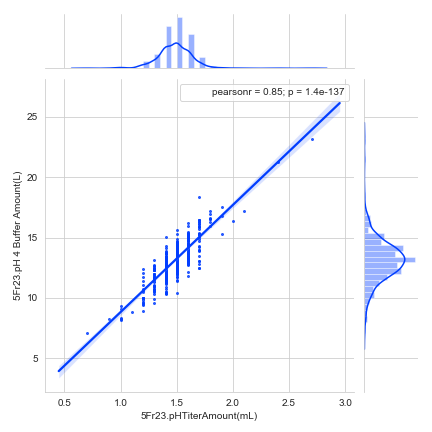 pearsonr = 0.85; p = 1.4e-137
25
20
15
10
5
5Fr23.pH 4 Buffer Amount(L)
0.5 1.0 1.5 2.0 2.5 3.0
5Fr23.pHTiterAmount(mL)